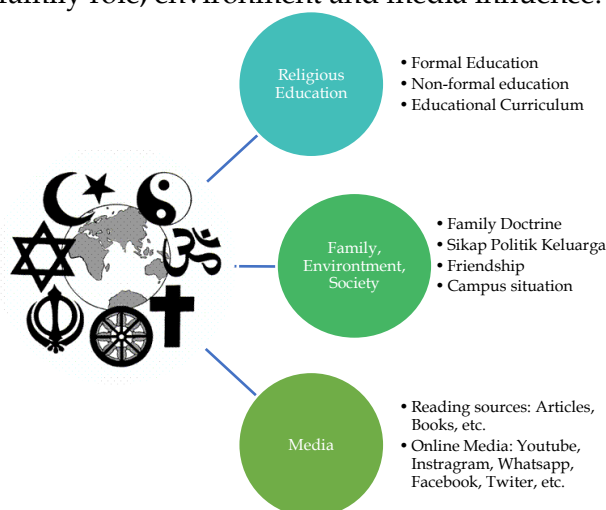 family role, environment and media influence.
Religious
Education
• Formal Education
• Non-formal education
• Educational Curriculum
Family,
Environtment,
Society
• Family Doctrine
• Sikap Politik Keluarga
• Friendship
• Campus situation
Media
• Reading sources: Articles,
Books, etc.
• Online Media: Youtube,
Instragram, Whatsapp,
Facebook, Twiter, etc.